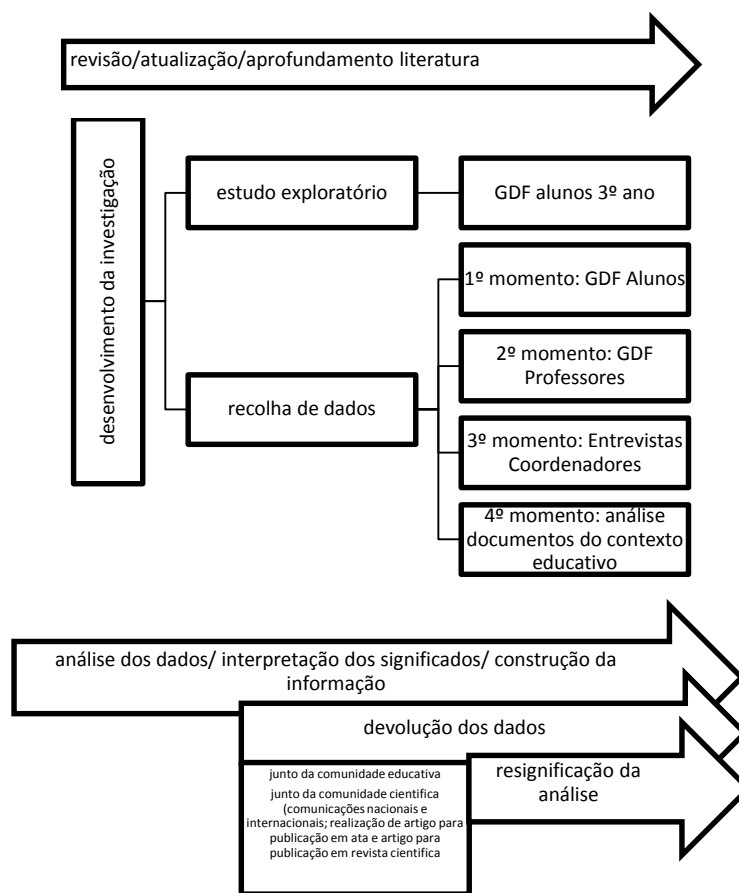 revisão/atualização/aprofundamento literatura
desenvolvimento da investigação
estudo exploratório
GDF alunos 3º ano
recolha de dados
1º momento: GDF Alunos
2º momento: GDF
Professores
3º momento: Entrevistas
Coordenadores
4º momento: análise
documentos do contexto
educativo
análise dos dados/ interpretação dos significados/ construção da
informação
devolução dos dados
junto da comunidade educativa
junto da comunidade cientifica
(comunicações nacionais e
internacionais; realização de artigo para
publicação em ata e artigo para
publicação em revista cientifica
resignificação da
análise